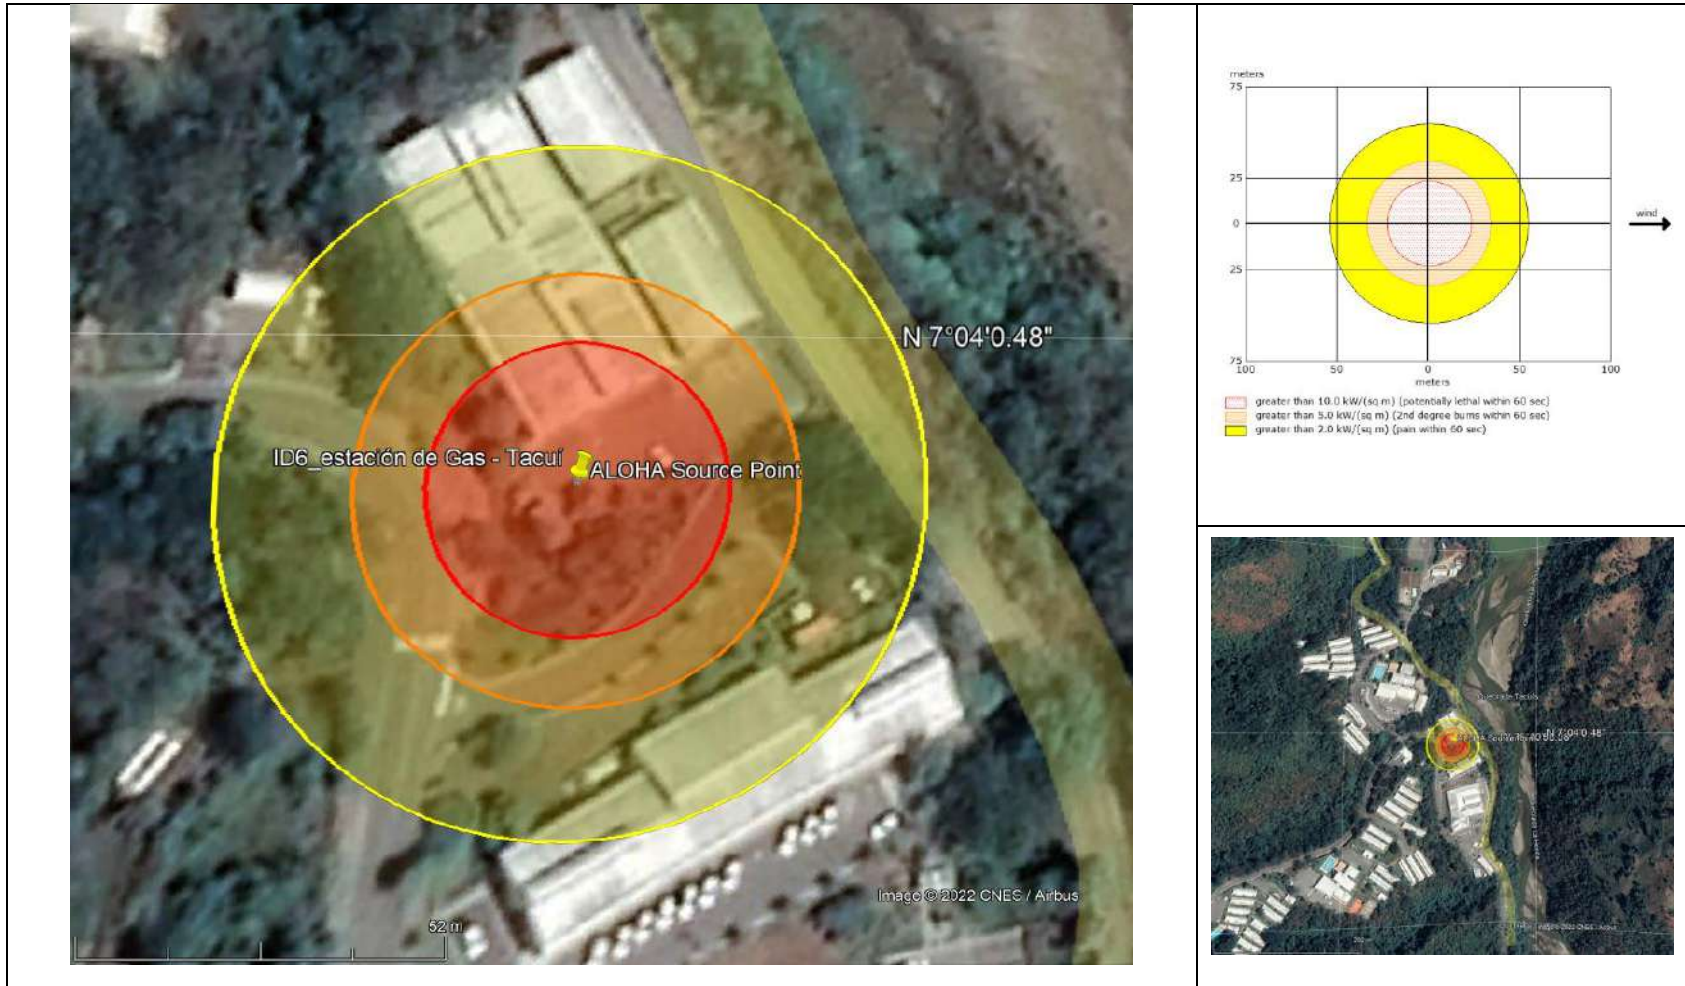 N 7°04'0.48"
ID6_estación de Gas - Tacuí
ALOHA Source Point
Image © 2022 CNES / Airbus
52 m
meters
75
25
0
25
75
100
50
0
50
100
meters
wind
greater than 10.0 kW/(sq m) (potentially lethal within 60 sec)
greater than 5.0 kW/(sq m) (2nd degree burns within 60 sec)
greater than 2.0 kW/(sq m) (pain within 60 sec)
N 7°04'0.48"